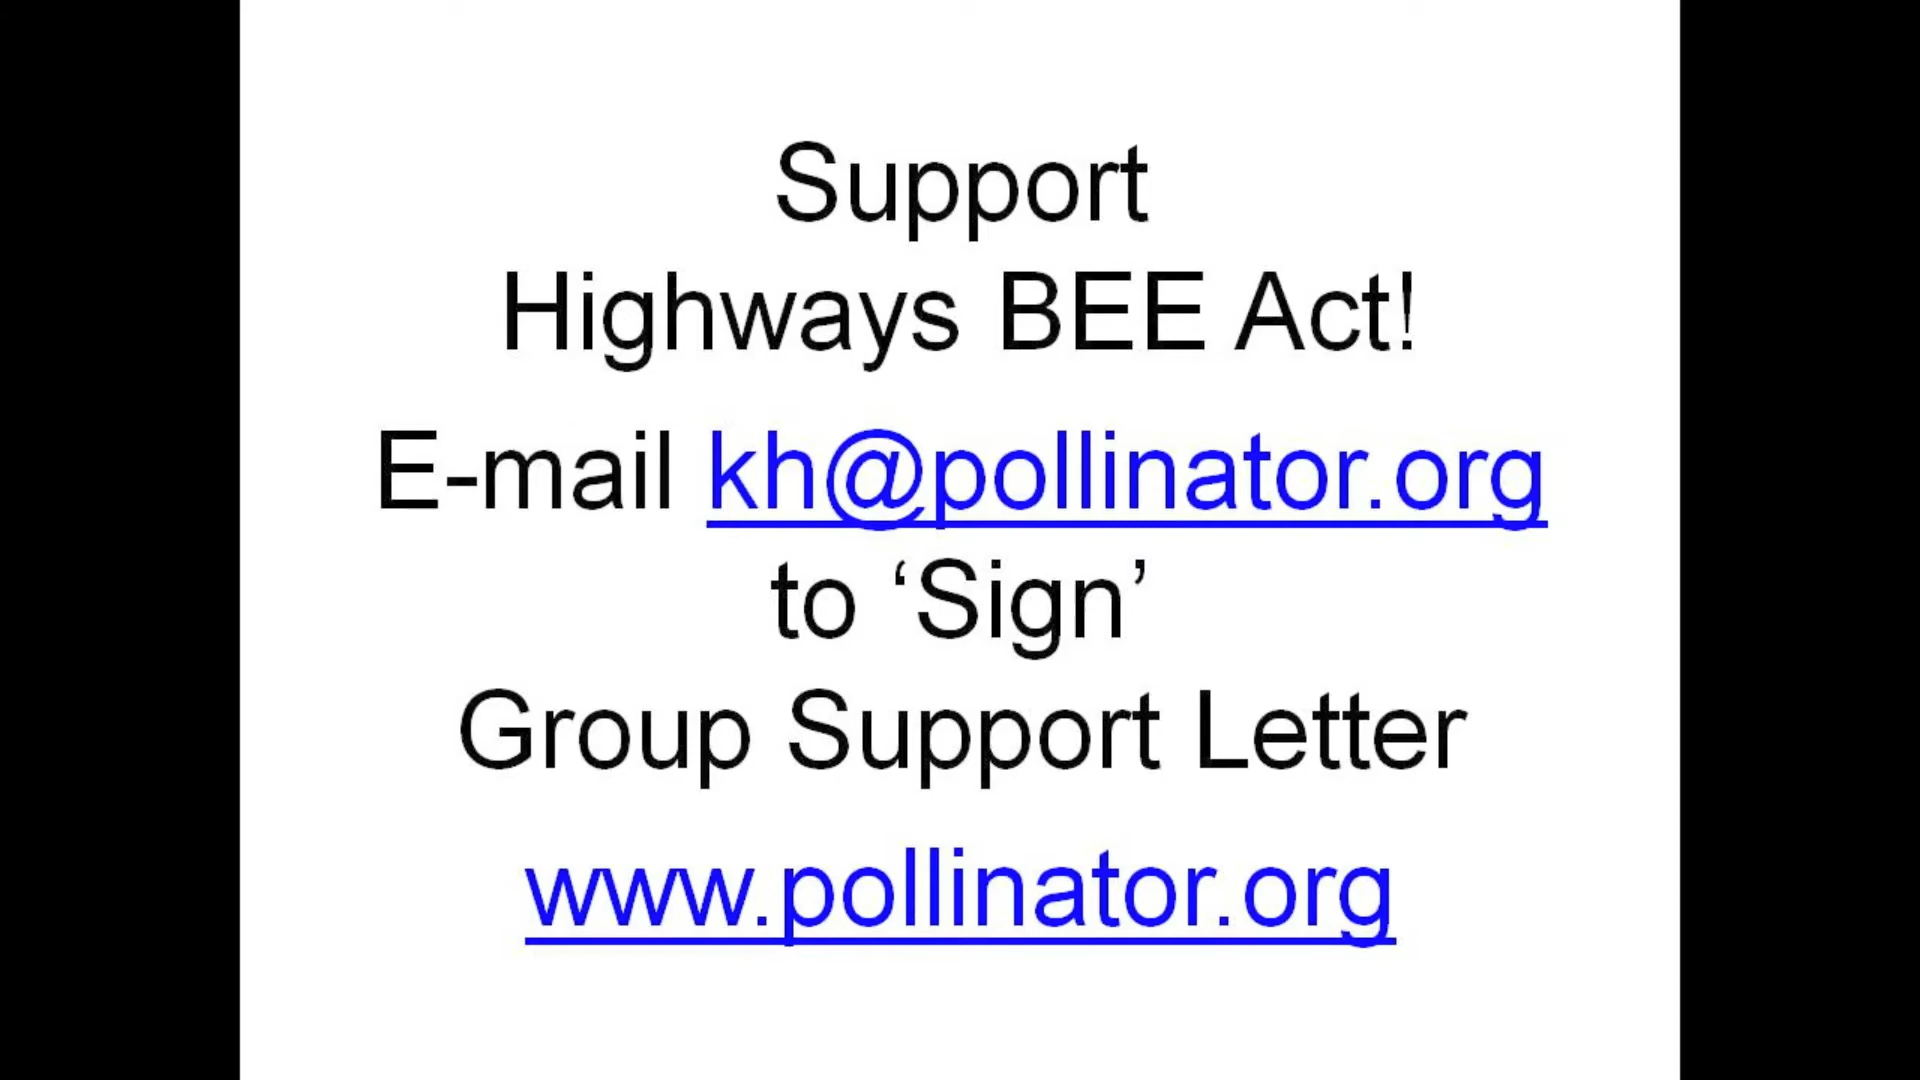 Support
Highways BEE Act!
E-mail kh@pollinator.org
to ‘Sign’
Group Support Letter
www.pollinator.org